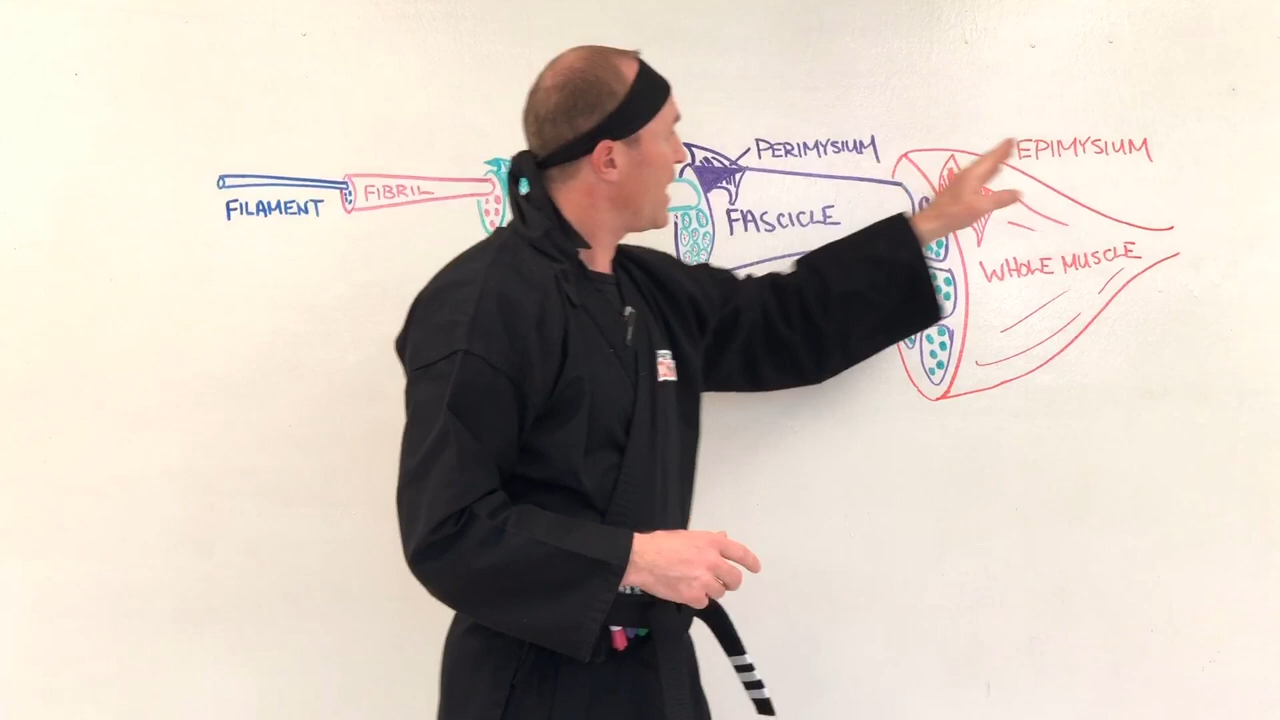 FILAMENT
FIBRIL
PERIMYSIUM
FASCICLE
EPIMYSIUM
WHOLE MUSCLE